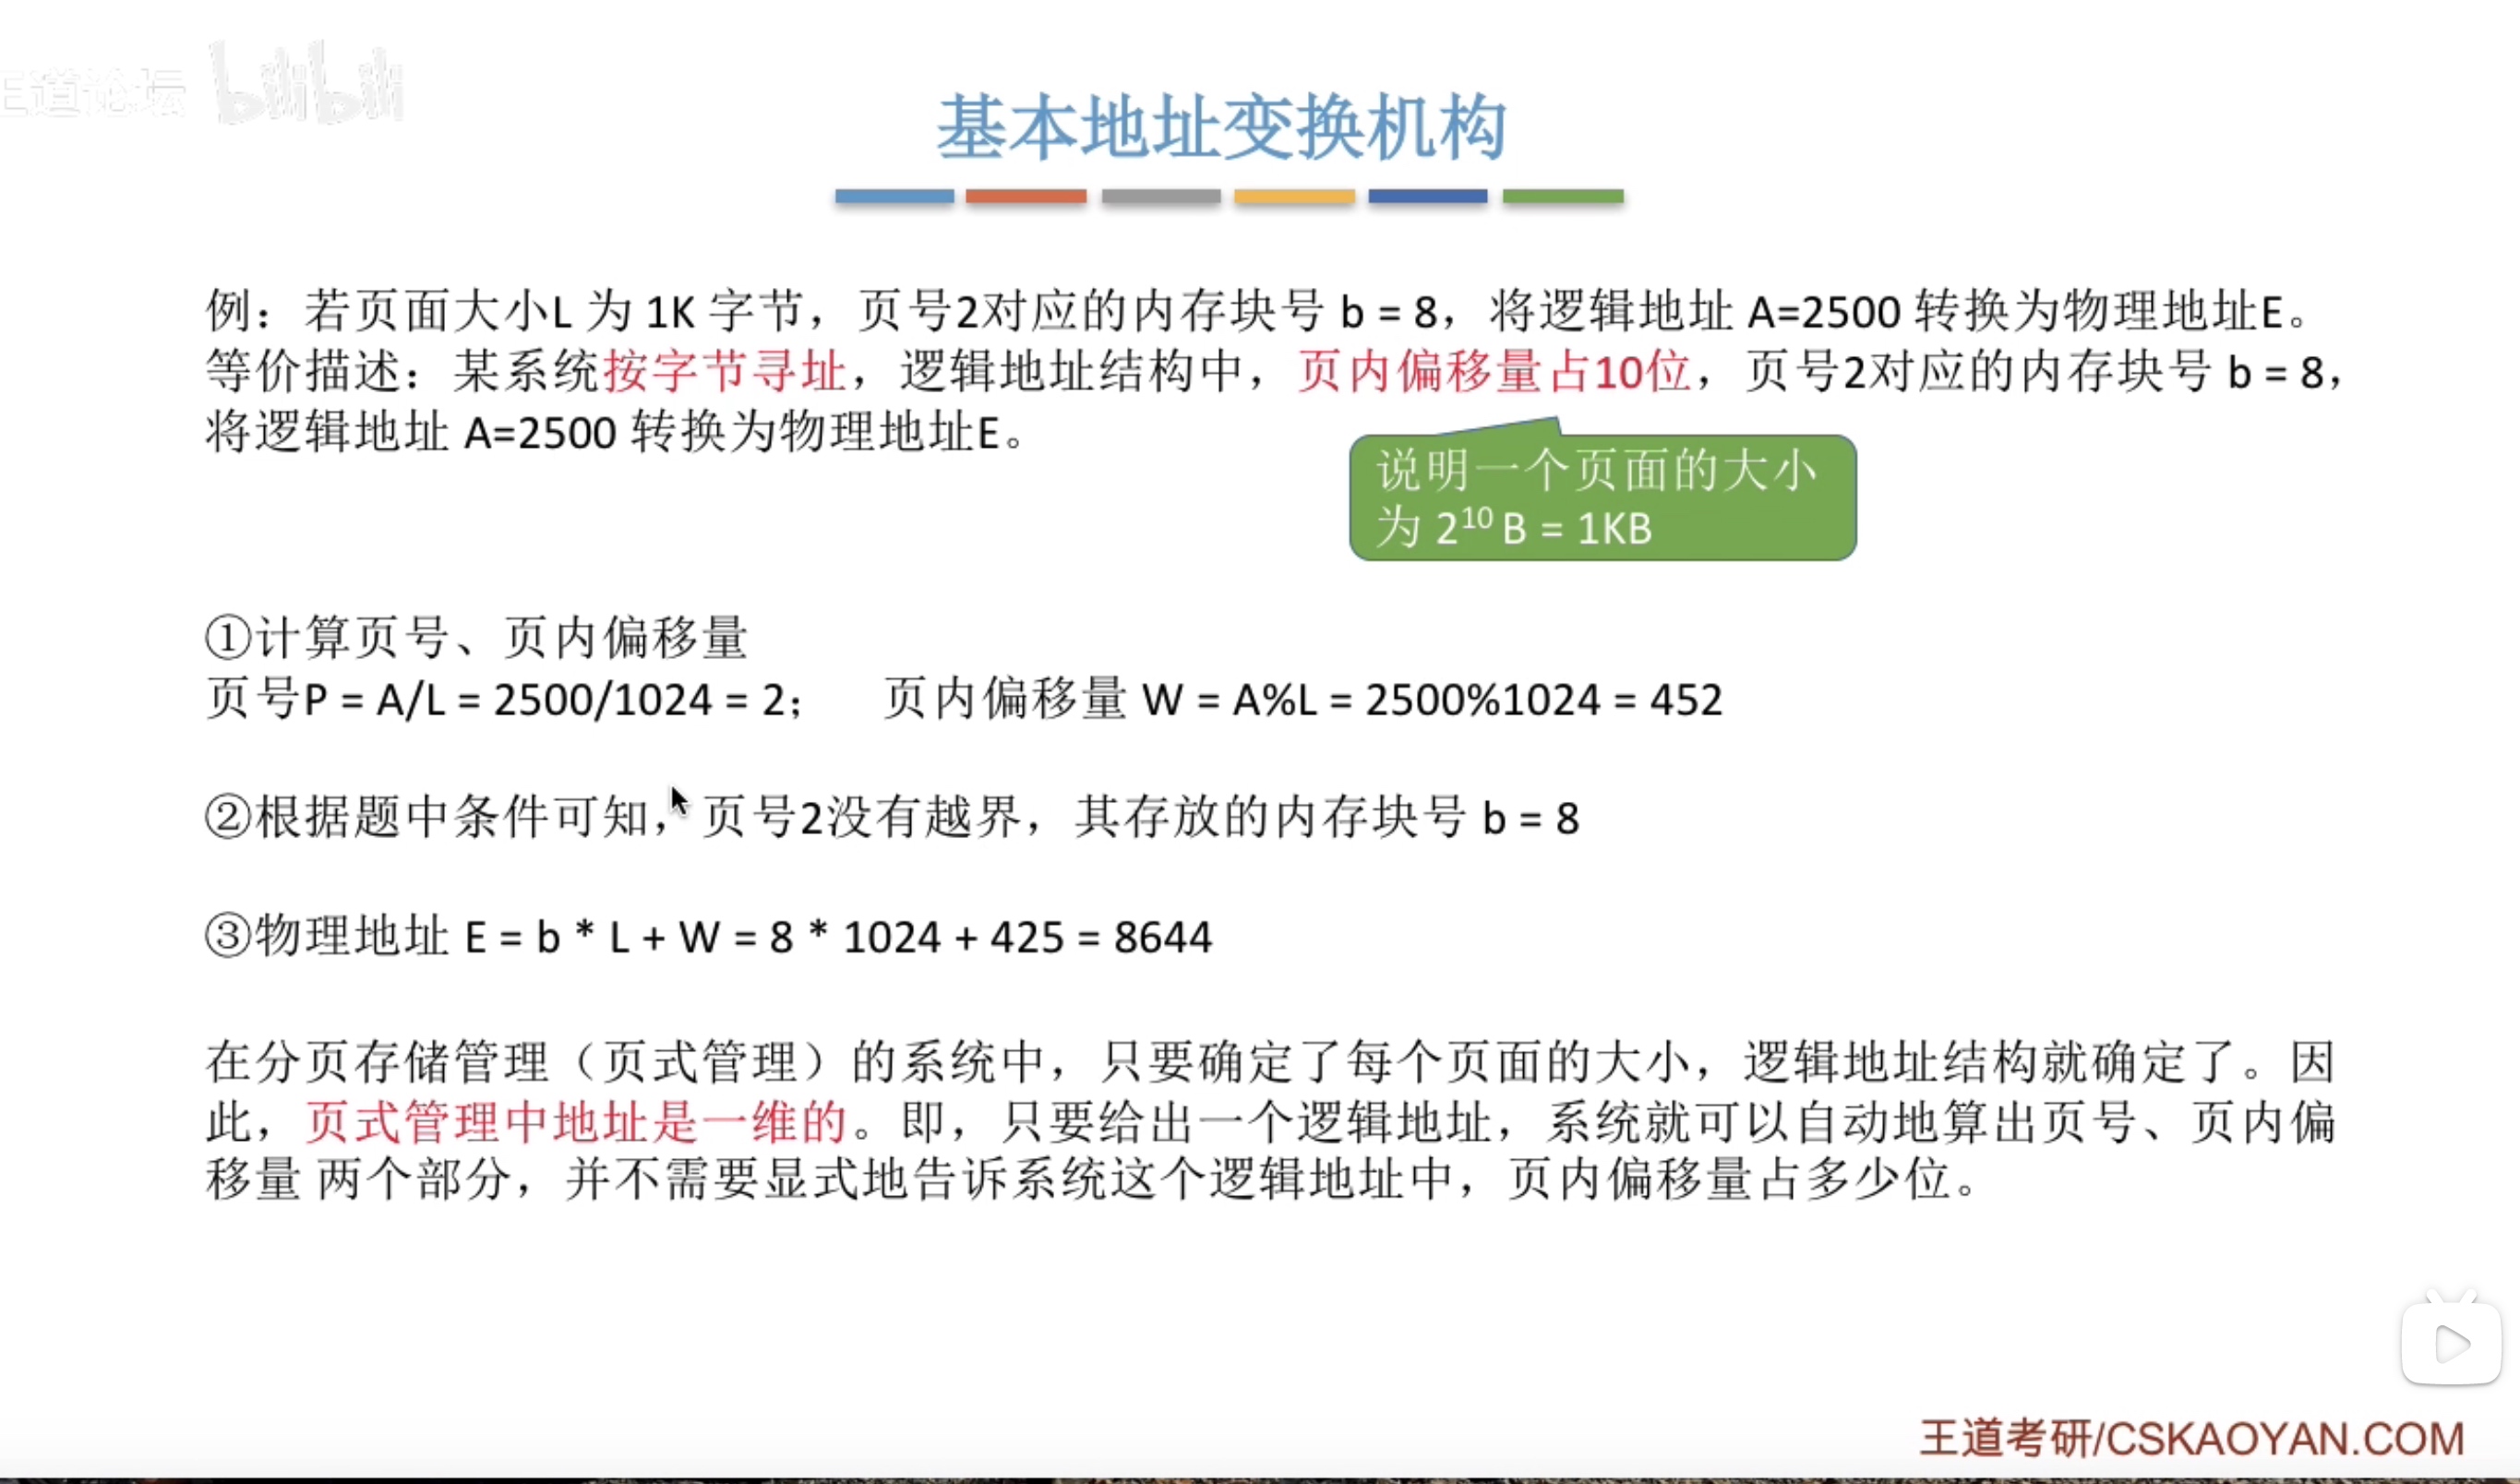 王道论坛 bilibili
基本地址变换机构
例：若页面大小L 为 1K 字节，页号2对应的内存块号 b = 8，将逻辑地址 A=2500 转换为物理地址E。
等价描述：某系统按字节寻址，逻辑地址结构中，页内偏移量占10位，页号2对应的内存块号 b = 8，
将逻辑地址 A=2500 转换为物理地址E。
说明一个页面的大小
为 2¹⁰ B = 1KB
①计算页号、页内偏移量
页号P = A/L = 2500/1024 = 2； 页内偏移量 W = A%L = 2500%1024 = 452
②根据题中条件可知，页号2没有越界，其存放的内存块号 b = 8
③物理地址 E = b * L + W = 8 * 1024 + 425 = 8644
在分页存储管理（页式管理）的系统中，只要确定了每个页面的大小，逻辑地址结构就确定了。因
此，页式管理中地址是一维的。即，只要给出一个逻辑地址，系统就可以自动地算出页号、页内偏
移量 两个部分，并不需要显式地告诉系统这个逻辑地址中，页内偏移量占多少位。
王道考研/CSKAOYAN.COM